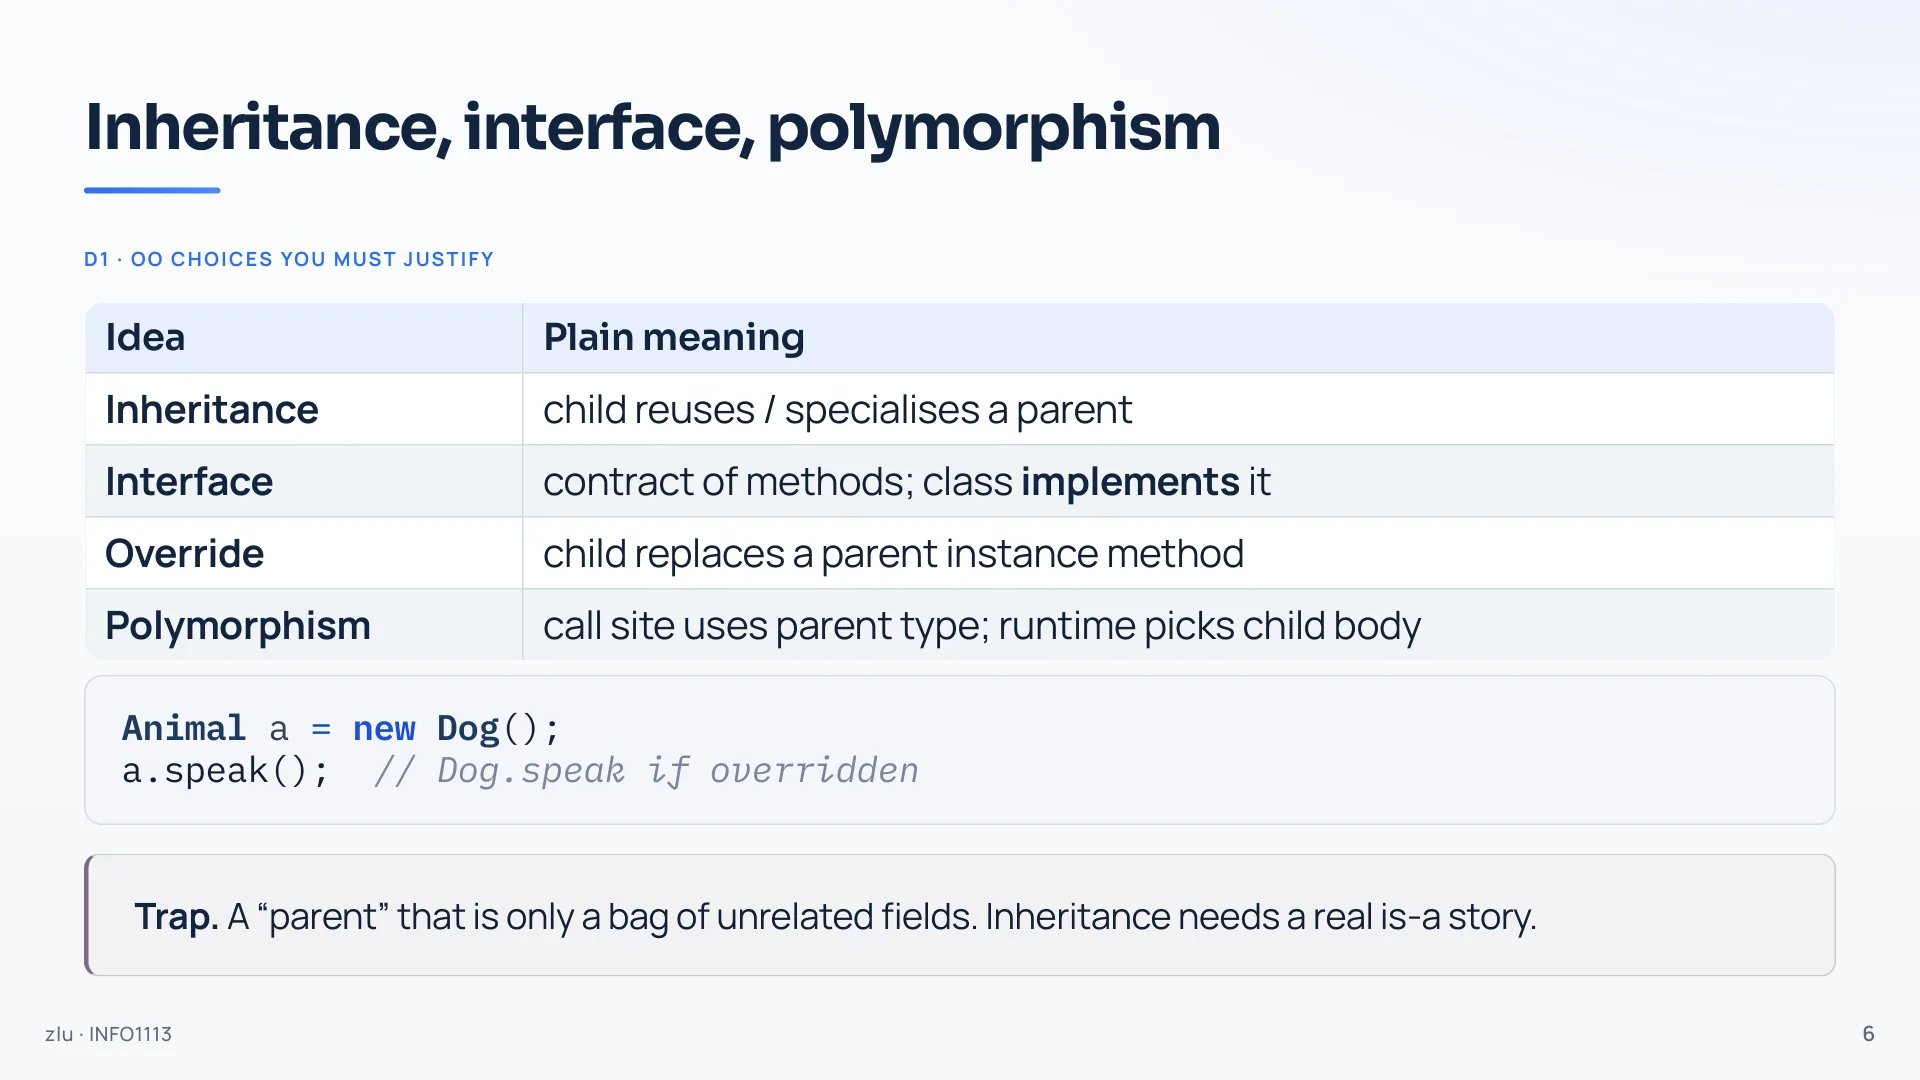 Inheritance, interface, polymorphism
D1 · OO CHOICES YOU MUST JUSTIFY
Idea Plain meaning
Inheritance child reuses / specialises a parent
Interface contract of methods; class implements it
Override child replaces a parent instance method
Polymorphism call site uses parent type; runtime picks child body
Animal a = new Dog();
a.speak();  // Dog.speak if overridden
Trap. A “parent” that is only a bag of unrelated fields. Inheritance needs a real is-a story.
zlu · INFO1113
6